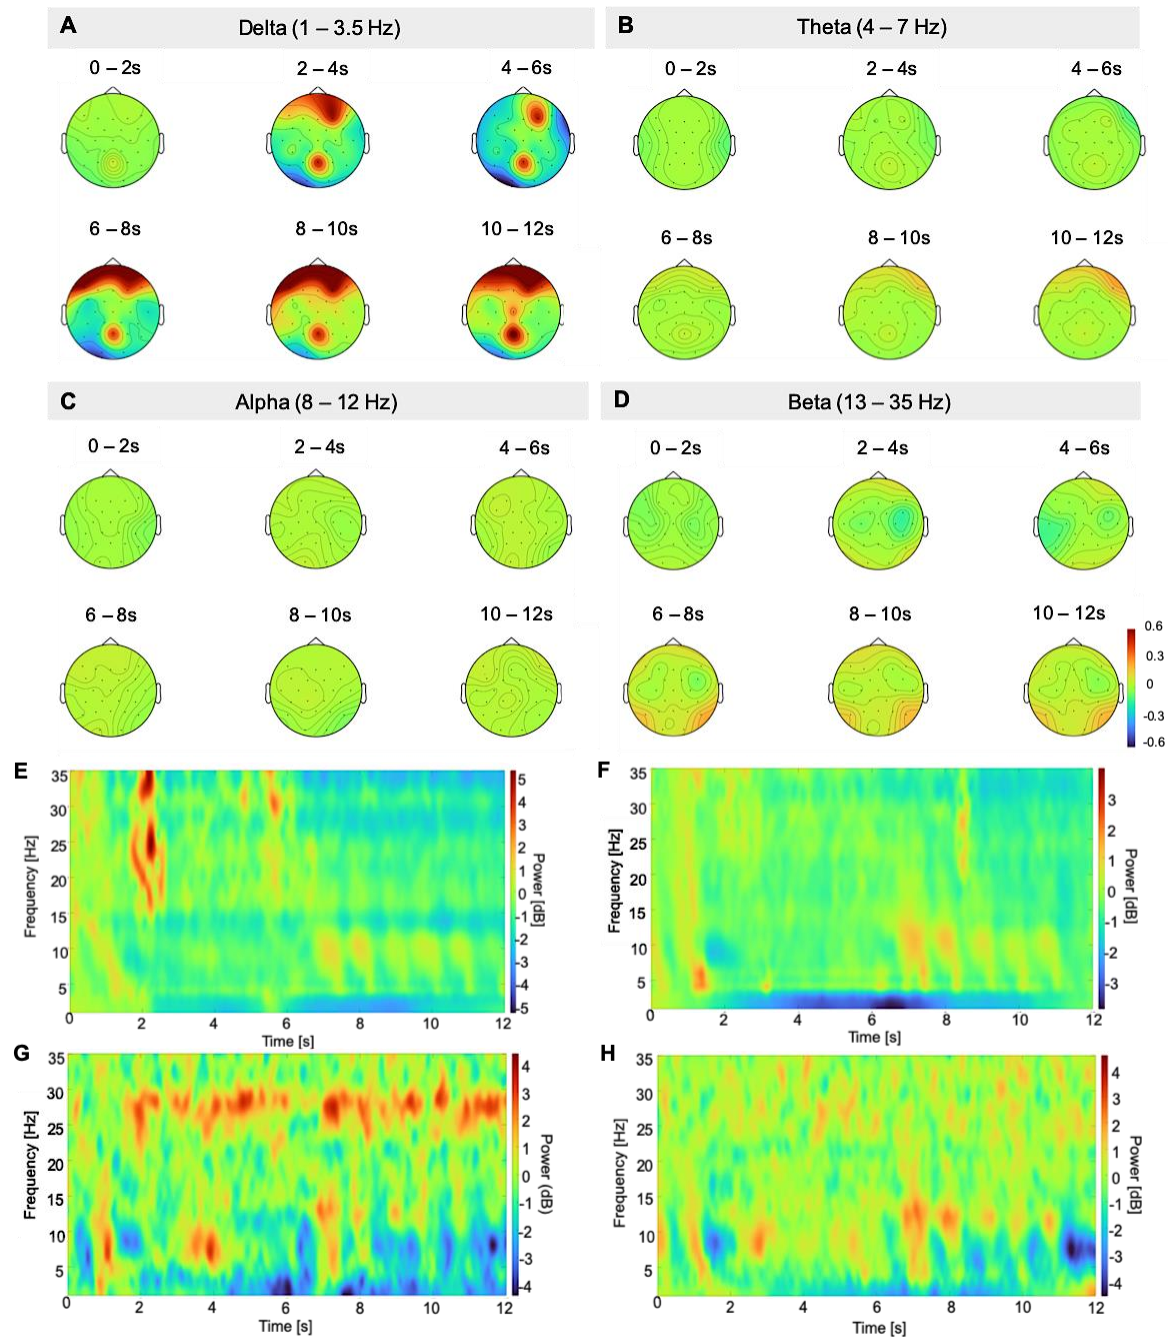 A Delta (1 – 3.5 Hz)
0 – 2s 2 – 4s 4 – 6s
6 – 8s 8 – 10s 10 – 12s
B Theta (4 – 7 Hz)
0 – 2s 2 – 4s 4 – 6s
6 – 8s 8 – 10s 10 – 12s
C Alpha (8 – 12 Hz)
0 – 2s 2 – 4s 4 – 6s
6 – 8s 8 – 10s 10 – 12s
D Beta (13 – 35 Hz)
0 – 2s 2 – 4s 4 – 6s
6 – 8s 8 – 10s 10 – 12s
0.6
0.3
0
-0.3
-0.6
E
Frequency [Hz]
35
30
25
20
15
10
5
0 2 4 6 8 10 12
Time [s]
5
4
3
2
0
-1
-2
-3
-4
-5
Power [dB]
F
Frequency [Hz]
35
30
25
20
15
10
5
0 2 4 6 8 10 12
Time [s]
3
2
1
0
-1
-2
-3
Power [dB]
G
Frequency [Hz]
35
30
25
20
15
10
5
0 2 4 6 8 10 12
Time [s]
4
3
2
1
0
-1
-2
-3
-4
Power (dB)
H
Frequency [Hz]
35
30
25
20
15
10
5
0 2 4 6 8 10 12
Time [s]
4
3
2
1
0
-1
-2
-3
-4
Power [dB]